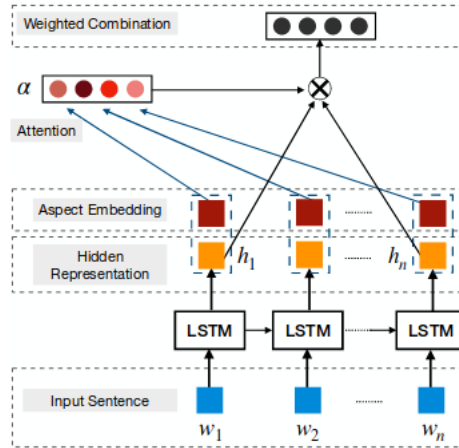 Weighted Combination
α
Attention
Aspect Embedding
Hidden
Representation
h₁
hₙ
LSTM LSTM LSTM
Input Sentence
w₁ w₂ wₙ